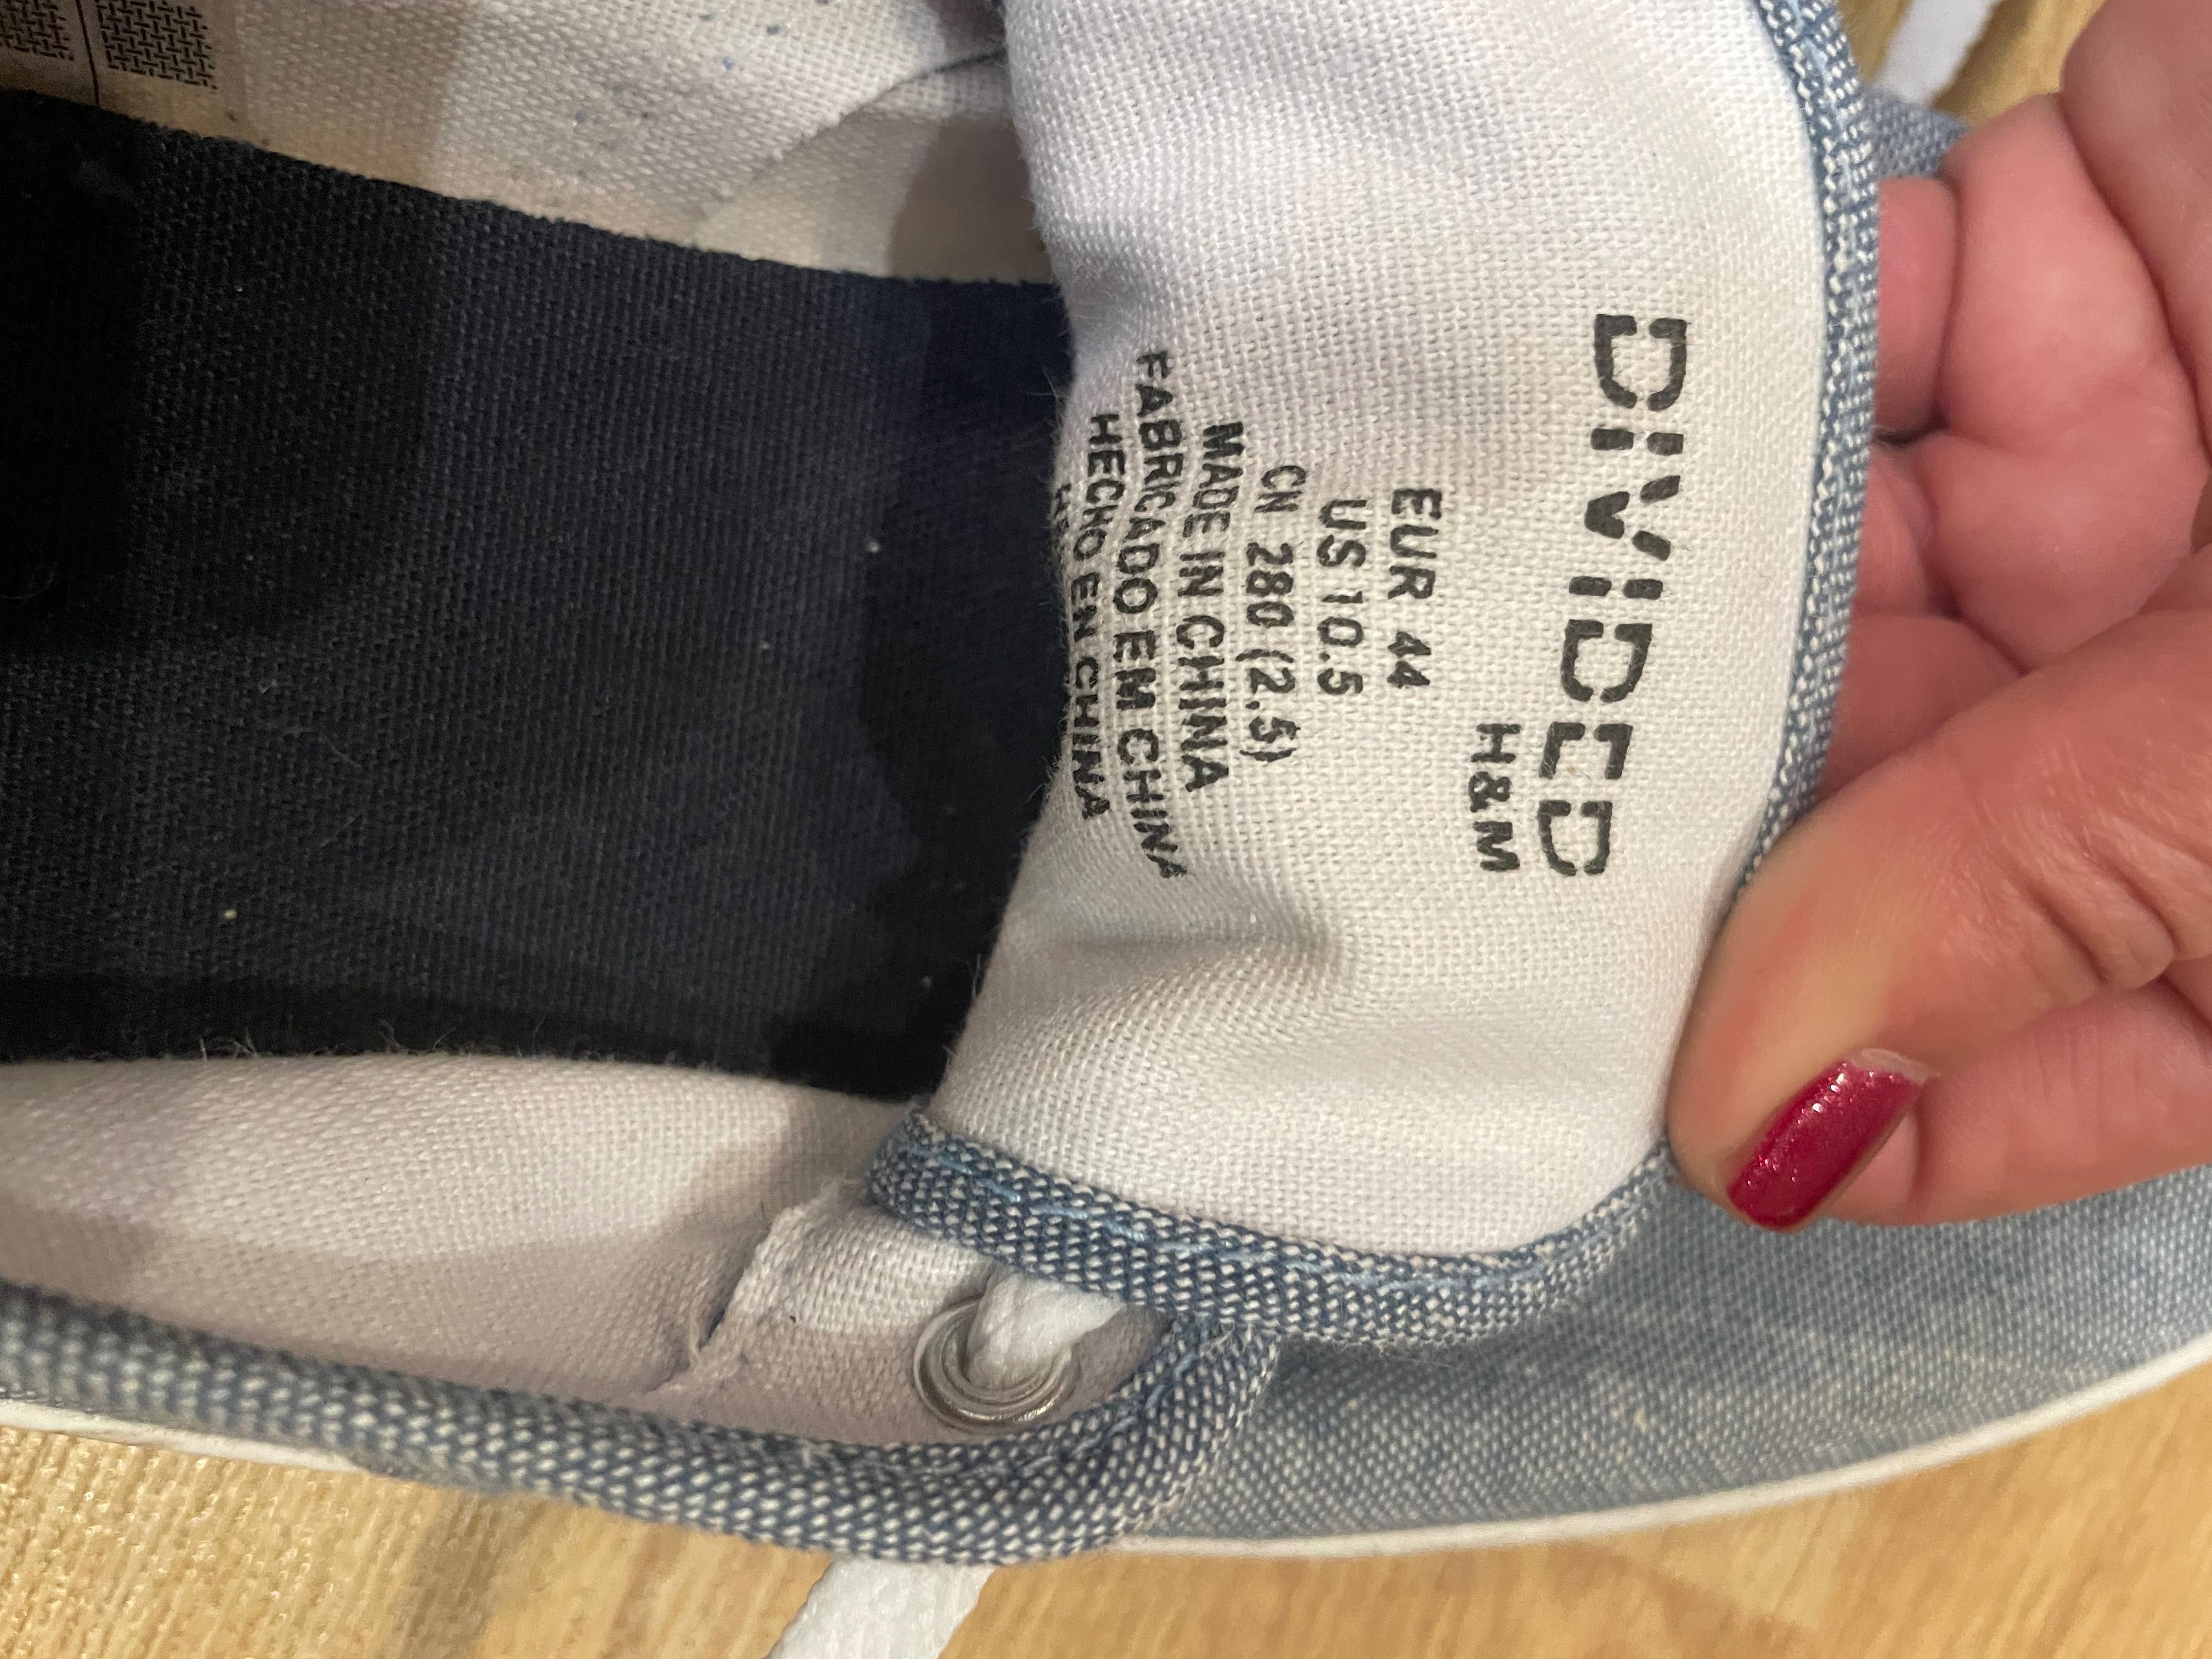 DIVIDED
H&M
EUR 44
US 10.5
CN 280 (2.5)
MADE IN CHINA
FABRICADO EM CHINA
HECHO EN CHINA